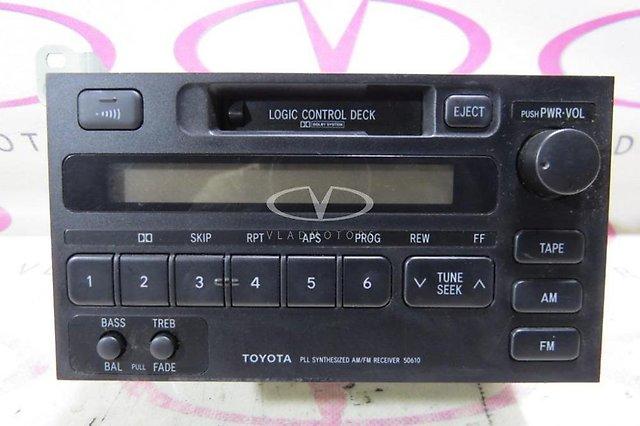 LOGIC CONTROL DECK
DOLBY SYSTEM
EJECT
PUSH PWR·VOL
VLADMOTORS
SKIP RPT APS PROG REW FF
TAPE
1 2 3 4 5 6 TUNE SEEK
AM
BASS TREB
FM
BAL PULL FADE
TOYOTA PLL SYNTHESIZED AM/FM RECEIVER 50610